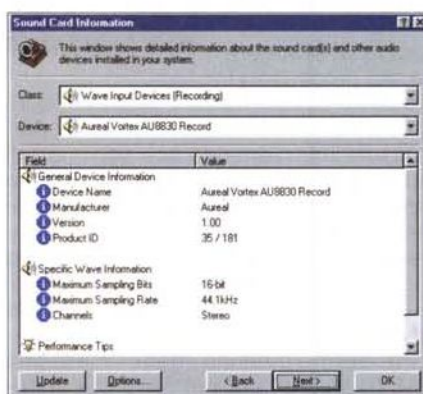 Sound Card Information
This window shows detailed information about the sound card(s) and other audio
devices installed in your system.
Class: Wave Input Devices (Recording)
Device: Aureal Vortex AU8830 Record
Field Value
General Device Information
Device Name Aureal Vortex AU8830 Record
Manufacturer Aureal
Version 1.00
Product ID 35 / 181
Specific Wave Information
Maximum Sampling Bits 16-bit
Maximum Sampling Rate 44.1kHz
Channels Stereo
Performance Tips
Update Options... < Back Next > OK